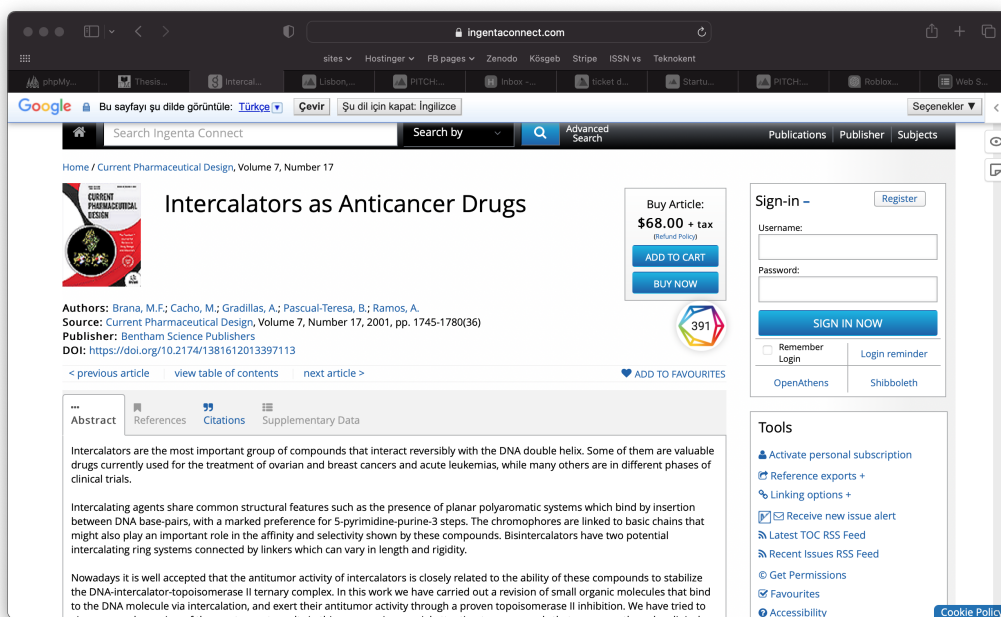 ingentaconnect.com
sites Hostinger FB pages Zenodo Kösgeb Stripe ISSN vs Teknokent
phpMy... Thesis... Intercal... Lisbon,... PITCH:... Inbox -... ticket d... Startu... PITCH:... Roblox... Web S...
Google Bu sayfayı şu dilde görüntüle: Türkçe Çevir Şu dil için kapat: İngilizce Seçenekler ▼
Search Ingenta Connect Search by Advanced Search Publications Publisher Subjects
Home / Current Pharmaceutical Design, Volume 7, Number 17
CURRENT
PHARMACEUTICAL
DESIGN
Intercalators as Anticancer Drugs
Buy Article:
$68.00 + tax
(Refund Policy)
ADD TO CART
BUY NOW
Authors: Brana, M.F.; Cacho, M.; Gradillas, A.; Pascual-Teresa, B.; Ramos, A.
Source: Current Pharmaceutical Design, Volume 7, Number 17, 2001, pp. 1745-1780(36)
Publisher: Bentham Science Publishers
DOI: https://doi.org/10.2174/1381612013397113
391
< previous article view table of contents next article >
ADD TO FAVOURITES
Abstract References Citations Supplementary Data
Intercalators are the most important group of compounds that interact reversibly with the DNA double helix. Some of them are valuable
drugs currently used for the treatment of ovarian and breast cancers and acute leukemias, while many others are in different phases of
clinical trials.
Intercalating agents share common structural features such as the presence of planar polyaromatic systems which bind by insertion
between DNA base-pairs, with a marked preference for 5-pyrimidine-purine-3 steps. The chromophores are linked to basic chains that
might also play an important role in the affinity and selectivity shown by these compounds. Bisintercalators have two potential
intercalating ring systems connected by linkers which can vary in length and rigidity.
Nowadays it is well accepted that the antitumor activity of intercalators is closely related to the ability of these compounds to stabilize
the DNA-intercalator-topoisomerase II ternary complex. In this work we have carried out a revision of small organic molecules that bind
to the DNA molecule via intercalation, and exert their antitumor activity through a proven topoisomerase II inhibition. We have tried to
Sign-in –
Register
Username:
Password:
SIGN IN NOW
Remember Login
Login reminder
OpenAthens
Shibboleth
Tools
Activate personal subscription
Reference exports +
Linking options +
Receive new issue alert
Latest TOC RSS Feed
Recent Issues RSS Feed
© Get Permissions
Favourites
Accessibility
Cookie Policy